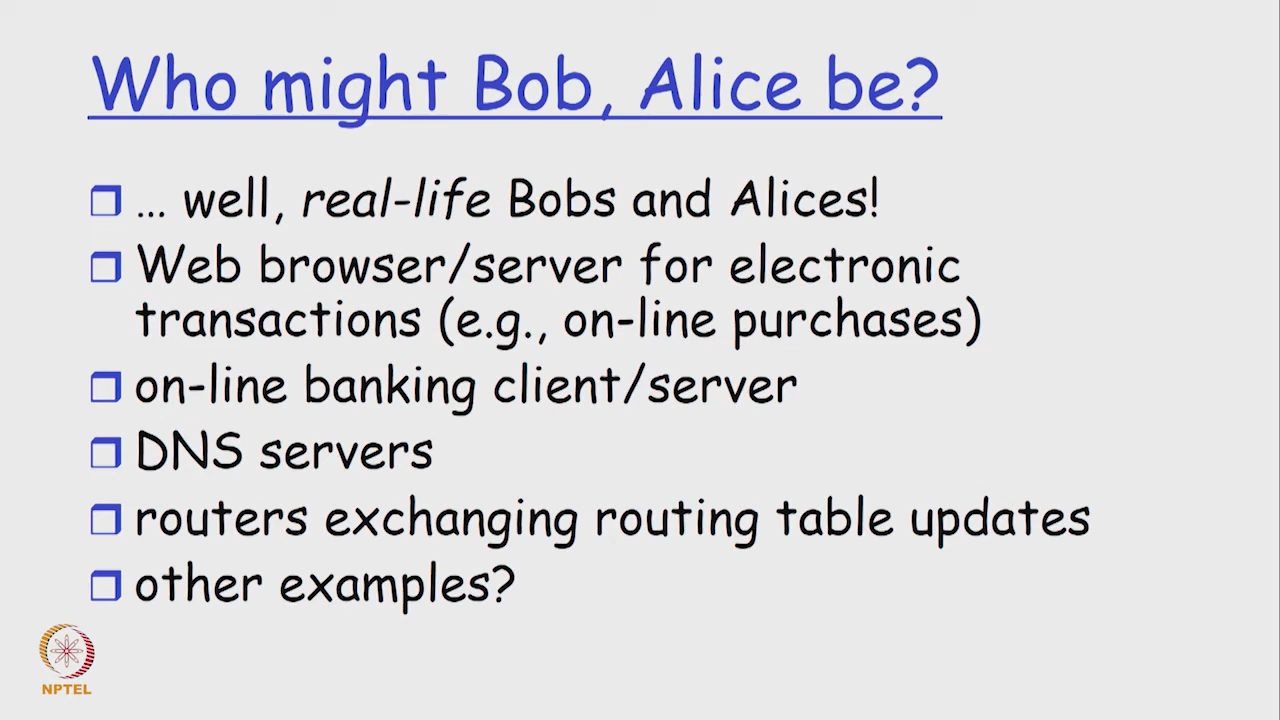 Who might Bob, Alice be?
... well, real-life Bobs and Alices!
Web browser/server for electronic
transactions (e.g., on-line purchases)
on-line banking client/server
DNS servers
routers exchanging routing table updates
other examples?
NPTEL